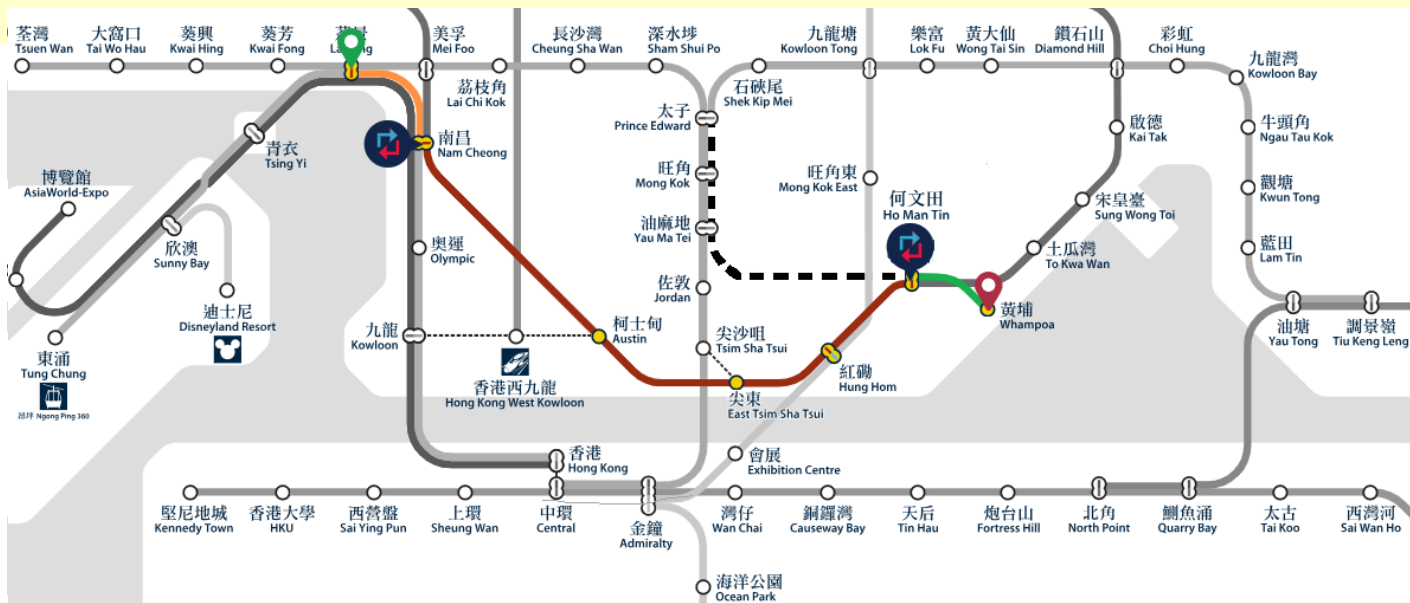 荃灣
Tsuen Wan
大窩口
Tai Wo Hau
葵興
Kwai Hing
葵芳
Kwai Fong
美孚
Mei Foo
荔枝角
Lai Chi Kok
長沙灣
Cheung Sha Wan
深水埗
Sham Shui Po
九龍塘
Kowloon Tong
樂富
Lok Fu
黃大仙
Wong Tai Sin
鑽石山
Diamond Hill
彩虹
Choi Hung
九龍灣
Kowloon Bay
石硤尾
Shek Kip Mei
太子
Prince Edward
南昌
Nam Cheong
啟德
Kai Tak
牛頭角
Ngau Tau Kok
青衣
Tsing Yi
博覽館
AsiaWorld-Expo
旺角
Mong Kok
旺角東
Mong Kok East
何文田
Ho Man Tin
宋皇臺
Sung Wong Toi
觀塘
Kwun Tong
欣澳
Sunny Bay
奧運
Olympic
油麻地
Yau Ma Tei
土瓜灣
To Kwa Wan
藍田
Lam Tin
迪士尼
Disneyland Resort
佐敦
Jordan
黃埔
Whampoa
油塘
Yau Tong
調景嶺
Tiu Keng Leng
東涌
Tung Chung
昂坪 Ngong Ping 360
九龍
Kowloon
香港西九龍
Hong Kong West Kowloon
柯士甸
Austin
尖沙咀
Tsim Sha Tsui
尖東
East Tsim Sha Tsui
紅磡
Hung Hom
香港
Hong Kong
會展
Exhibition Centre
堅尼地城
Kennedy Town
香港大學
HKU
西營盤
Sai Ying Pun
上環
Sheung Wan
中環
Central
金鐘
Admiralty
灣仔
Wan Chai
銅鑼灣
Causeway Bay
天后
Tin Hau
炮台山
Fortress Hill
北角
North Point
鰂魚涌
Quarry Bay
太古
Tai Koo
西灣河
Sai Wan Ho
海洋公園
Ocean Park